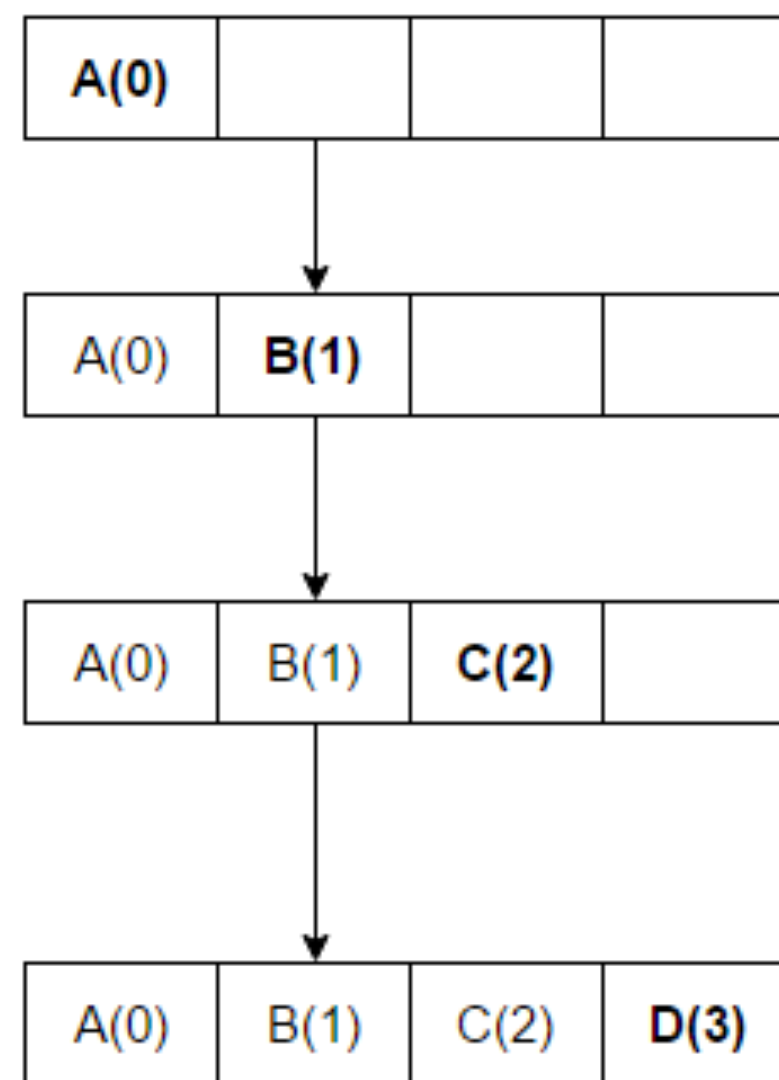 A(0)
A(0) B(1)
A(0) B(1) C(2)
A(0) B(1) C(2) D(3)